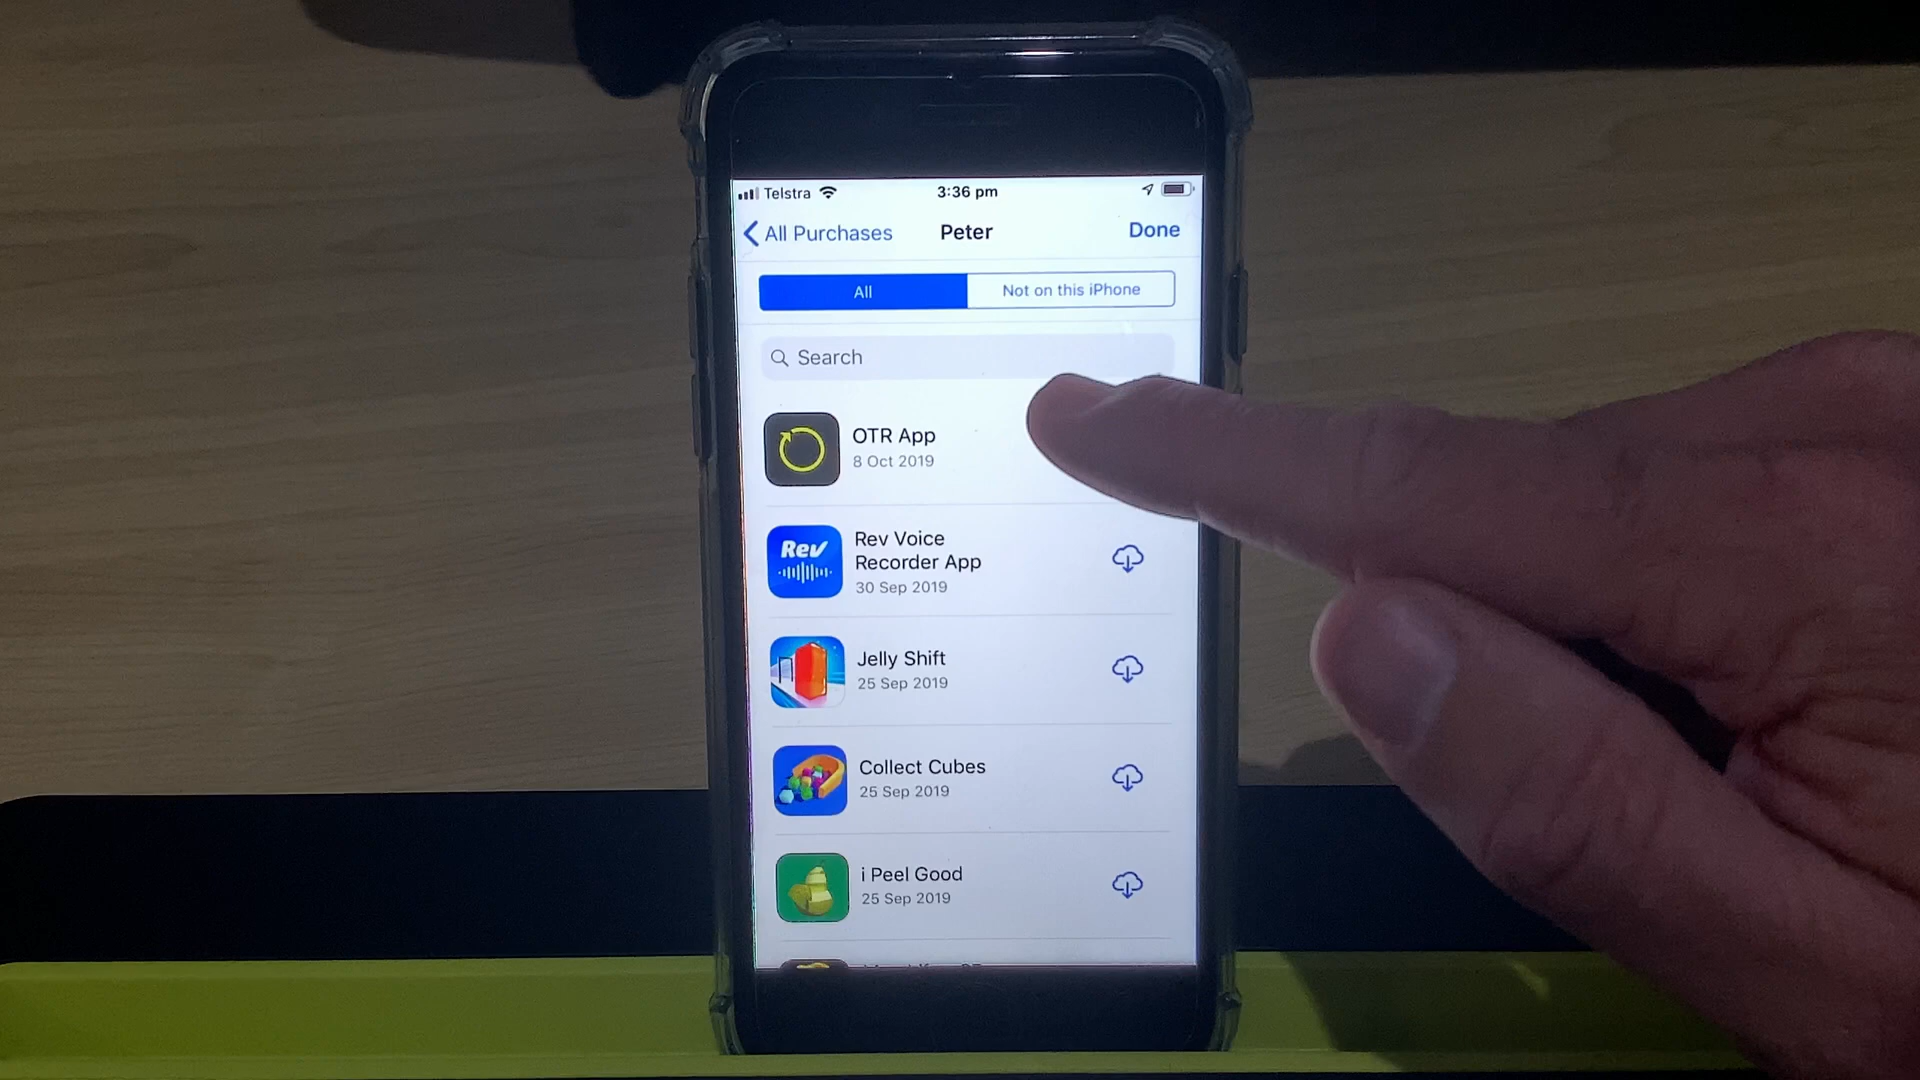 Telstra 3:36 pm
All Purchases Peter Done
All Not on this iPhone
Search
OTR App
8 Oct 2019
Rev
Rev Voice
Recorder App
30 Sep 2019
Jelly Shift
25 Sep 2019
Collect Cubes
25 Sep 2019
i Peel Good
25 Sep 2019